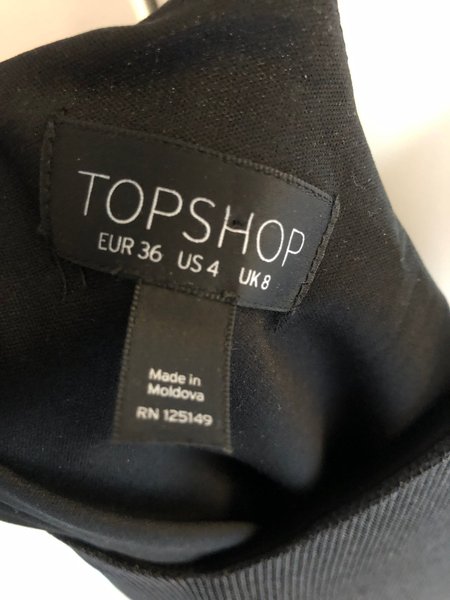 TOPSHOP
EUR 36 US 4 UK 8
Made in
Moldova
RN 125149